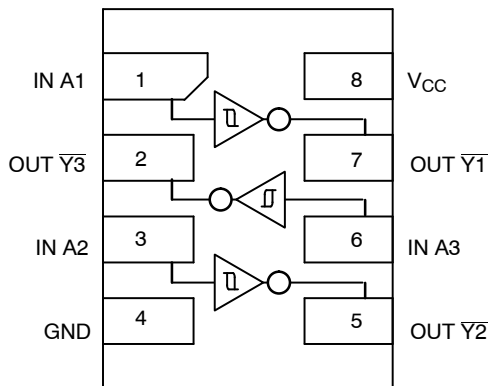 IN A1 1 8 VCC
OUT Y3 2 7 OUT Y1
IN A2 3 6 IN A3
GND 4 5 OUT Y2